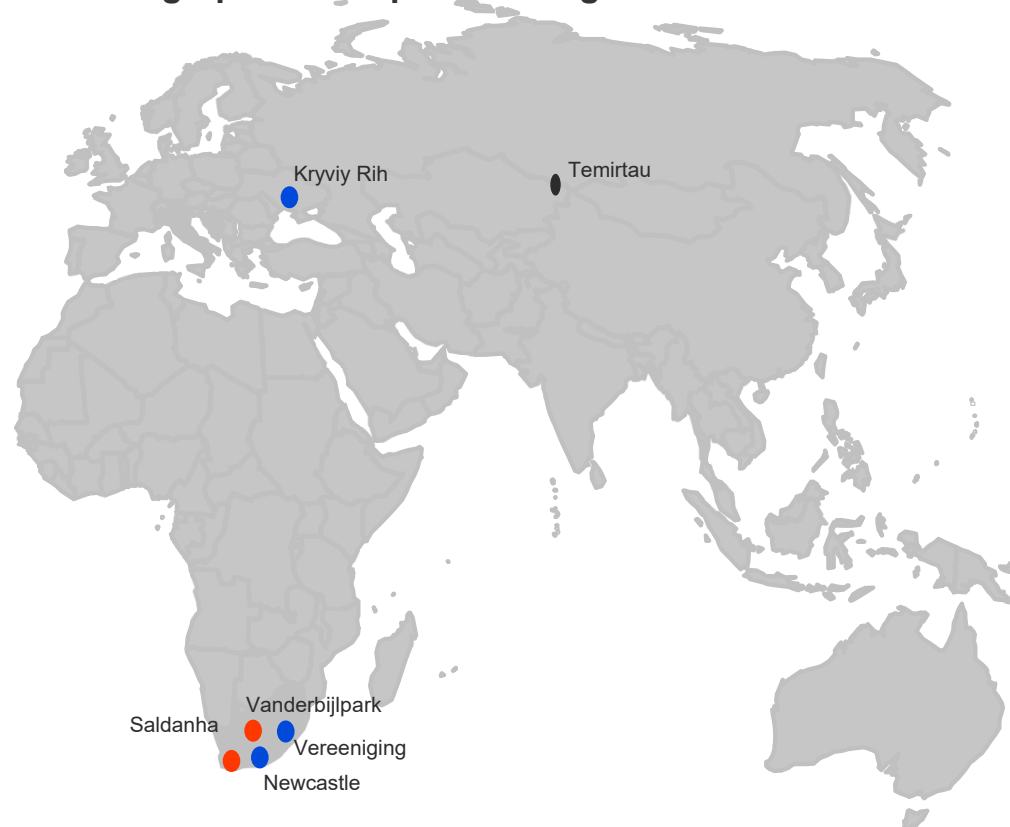 Kryviy Rih
Temirtau
Vanderbijlpark
Saldanha
Vereeniging
Newcastle